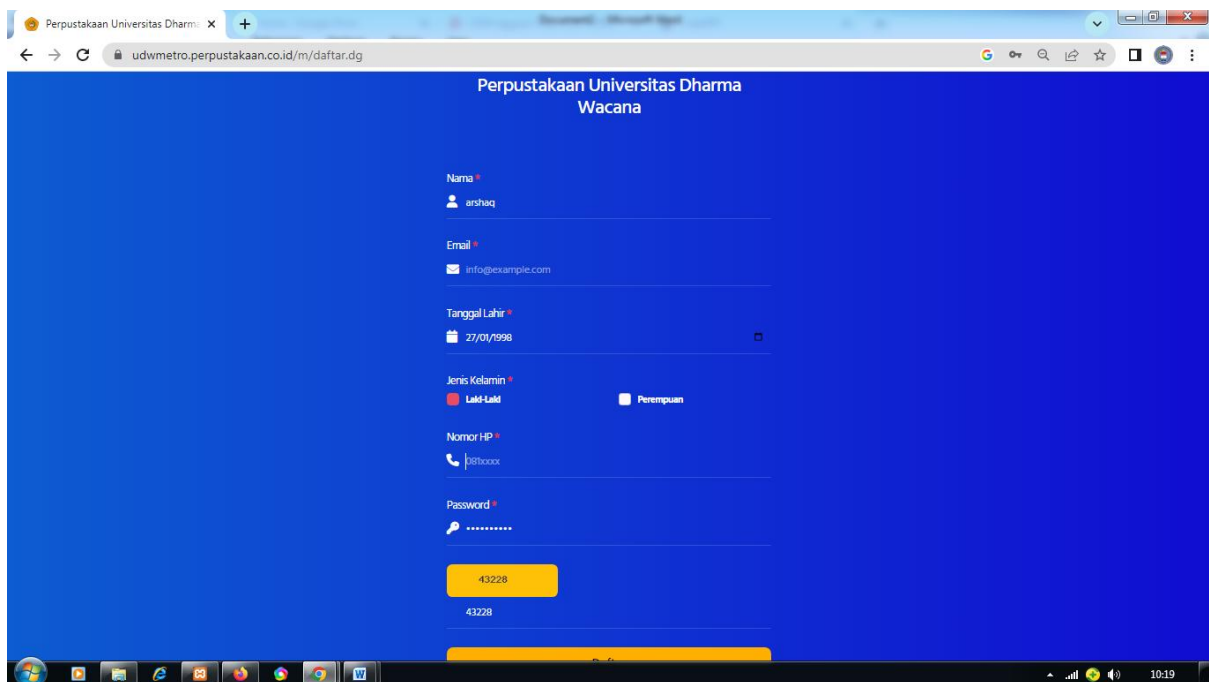 Perpustakaan Universitas Dharma
udwmetro.perpustakaan.co.id/m/daftar.dg
Perpustakaan Universitas Dharma
Wacana
Nama *
arshaq
Email *
info@example.com
Tanggal Lahir *
27/01/1998
Jenis Kelamin *
Laki-Laki Perempuan
Nomor HP *
081xxxx
Password *
••••••••••
43228
43228
10:19